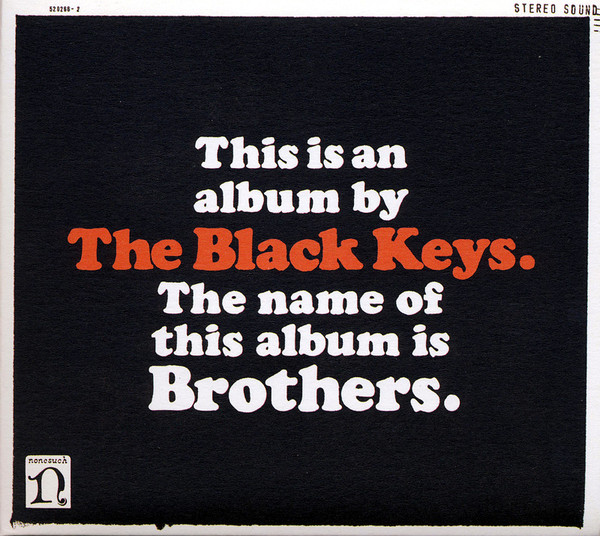 520266-2
STEREO SOUND
This is an
album by
The Black Keys.
The name of
this album is
Brothers.
nonesuch
n